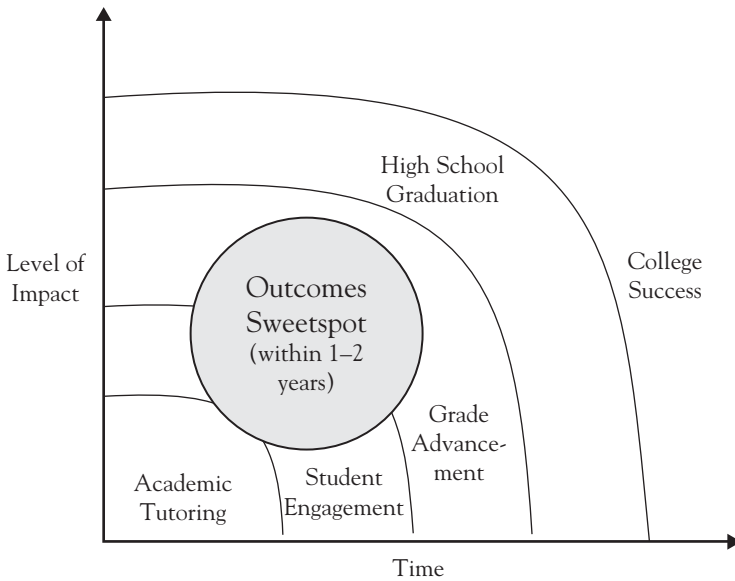 High School
Graduation
Level of
Impact
College
Success
Outcomes
Sweetspot
(within 1–2
years)
Grade
Advance-
ment
Academic
Tutoring
Student
Engagement
Time